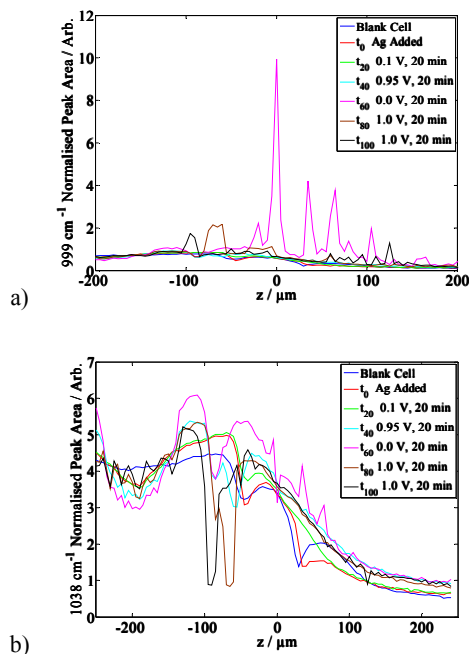 a)
999 cm⁻¹ Normalised Peak Area / Arb.
12
10
8
6
4
2
0
-200 -100 0 100 200
z / μm
Blank Cell
t₀ Ag Added
t₂₀ 0.1 V, 20 min
t₄₀ 0.95 V, 20 min
t₆₀ 0.0 V, 20 min
t₈₀ 1.0 V, 20 min
t₁₀₀ 1.0 V, 20 min
b)
1038 cm⁻¹ Normalised Peak Area / Arb.
7
6
5
4
3
2
1
0
-200 -100 0 100 200
z / μm
Blank Cell
t₀ Ag Added
t₂₀ 0.1 V, 20 min
t₄₀ 0.95 V, 20 min
t₆₀ 0.0 V, 20 min
t₈₀ 1.0 V, 20 min
t₁₀₀ 1.0 V, 20 min